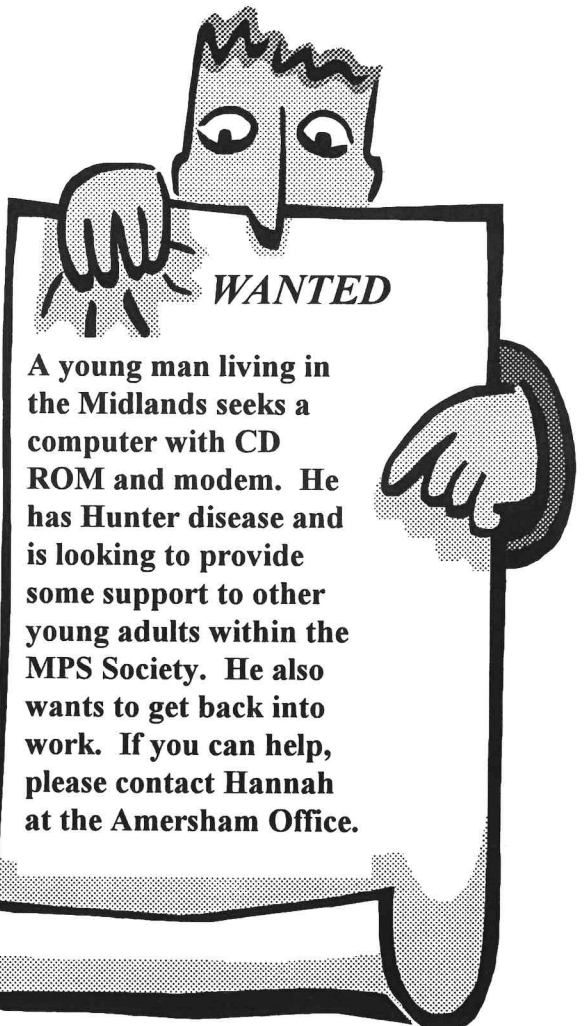 WANTED
A young man living in
the Midlands seeks a
computer with CD
ROM and modem.  He
has Hunter disease and
is looking to provide
some support to other
young adults within the
MPS Society.  He also
wants to get back into
work.  If you can help,
please contact Hannah
at the Amersham Office.